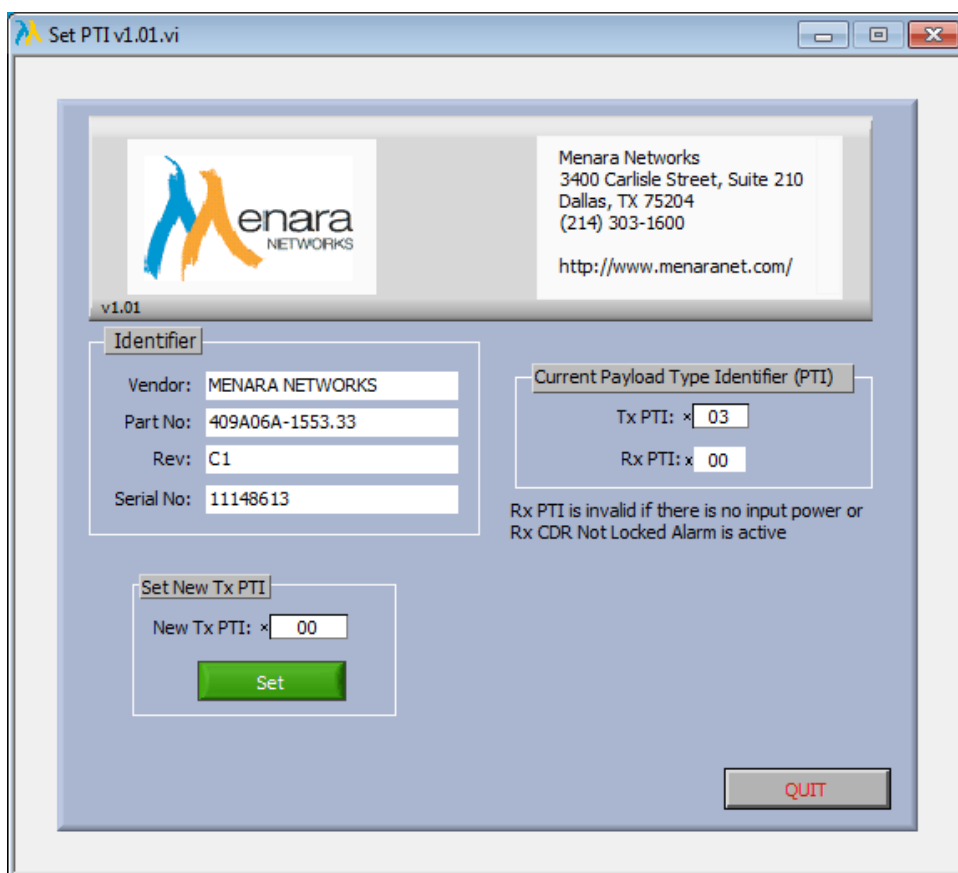 Set PTI v1.01.vi
Menara
NETWORKS
Menara Networks
3400 Carlisle Street, Suite 210
Dallas, TX 75204
(214) 303-1600
http://www.menaranet.com/
v1.01
Identifier
Vendor: MENARA NETWORKS
Part No: 409A06A-1553.33
Rev: C1
Serial No: 11148613
Current Payload Type Identifier (PTI)
Tx PTI: x 03
Rx PTI: x 00
Rx PTI is invalid if there is no input power or
Rx CDR Not Locked Alarm is active
Set New Tx PTI
New Tx PTI: x 00
Set
QUIT